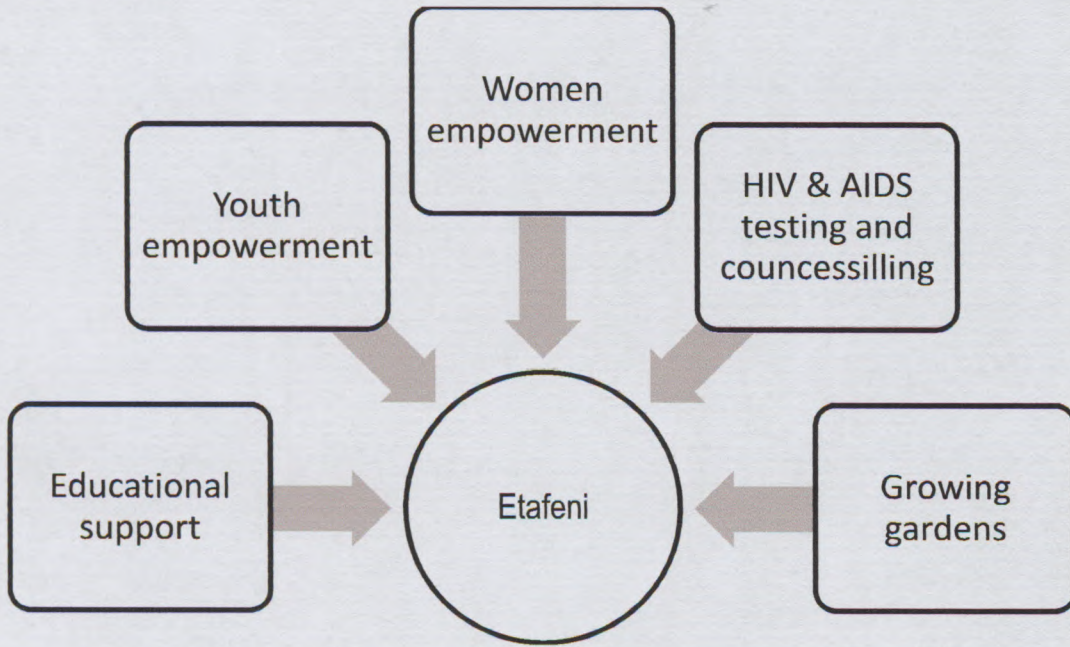 Women
empowerment
Youth
empowerment
HIV & AIDS
testing and
councessilling
Educational
support
Etafeni
Growing
gardens